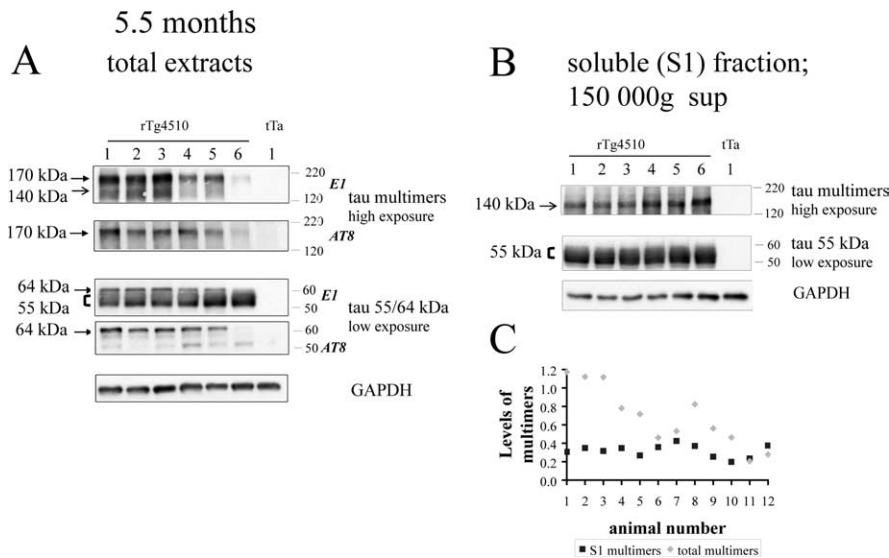 5.5 months
A total extracts
rTg4510 tTa
1 2 3 4 5 6 1
170 kDa 220 E1
140 kDa 120
tau multimers
high exposure
220
170 kDa AT8
120
64 kDa 60 E1
55 kDa 50
tau 55/64 kDa
low exposure
64 kDa 60
50 AT8
GAPDH
B soluble (S1) fraction;
150 000g sup
rTg4510 tTa
1 2 3 4 5 6 1
220 tau multimers
140 kDa 120 high exposure
55 kDa 60 tau 55 kDa
50 low exposure
GAPDH
C
Levels of
multimers
1.2
1.0
0.8
0.6
0.4
0.2
0.0
1 2 3 4 5 6 7 8 9 10 11 12
animal number
S1 multimers total multimers